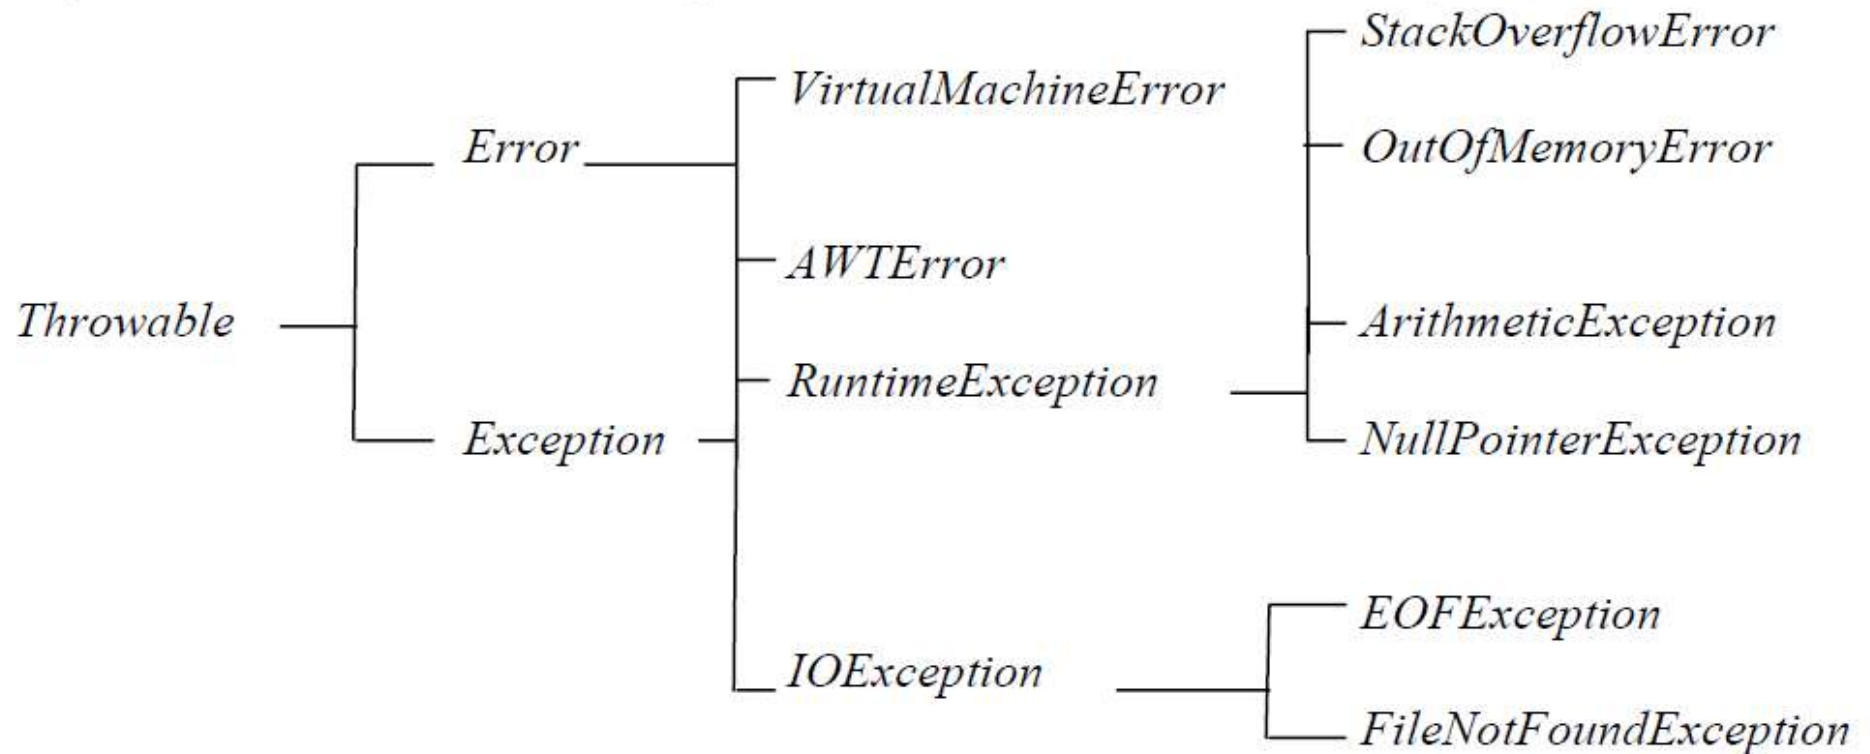 StackOverflowError
VirtualMachineError
Error
OutOfMemoryError
AWTError
Throwable
ArithmeticException
RuntimeException
Exception
NullPointerException
EOFException
IOException
FileNotFoundException